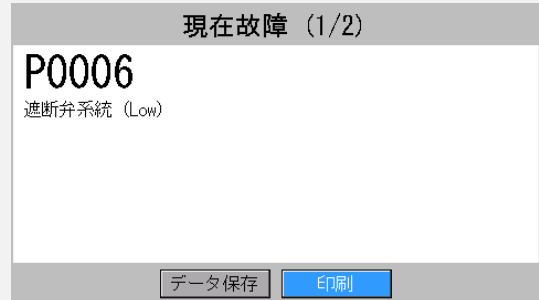 現在故障 (1/2)
P0006
遮断弁系統 (Low)
データ保存 印刷